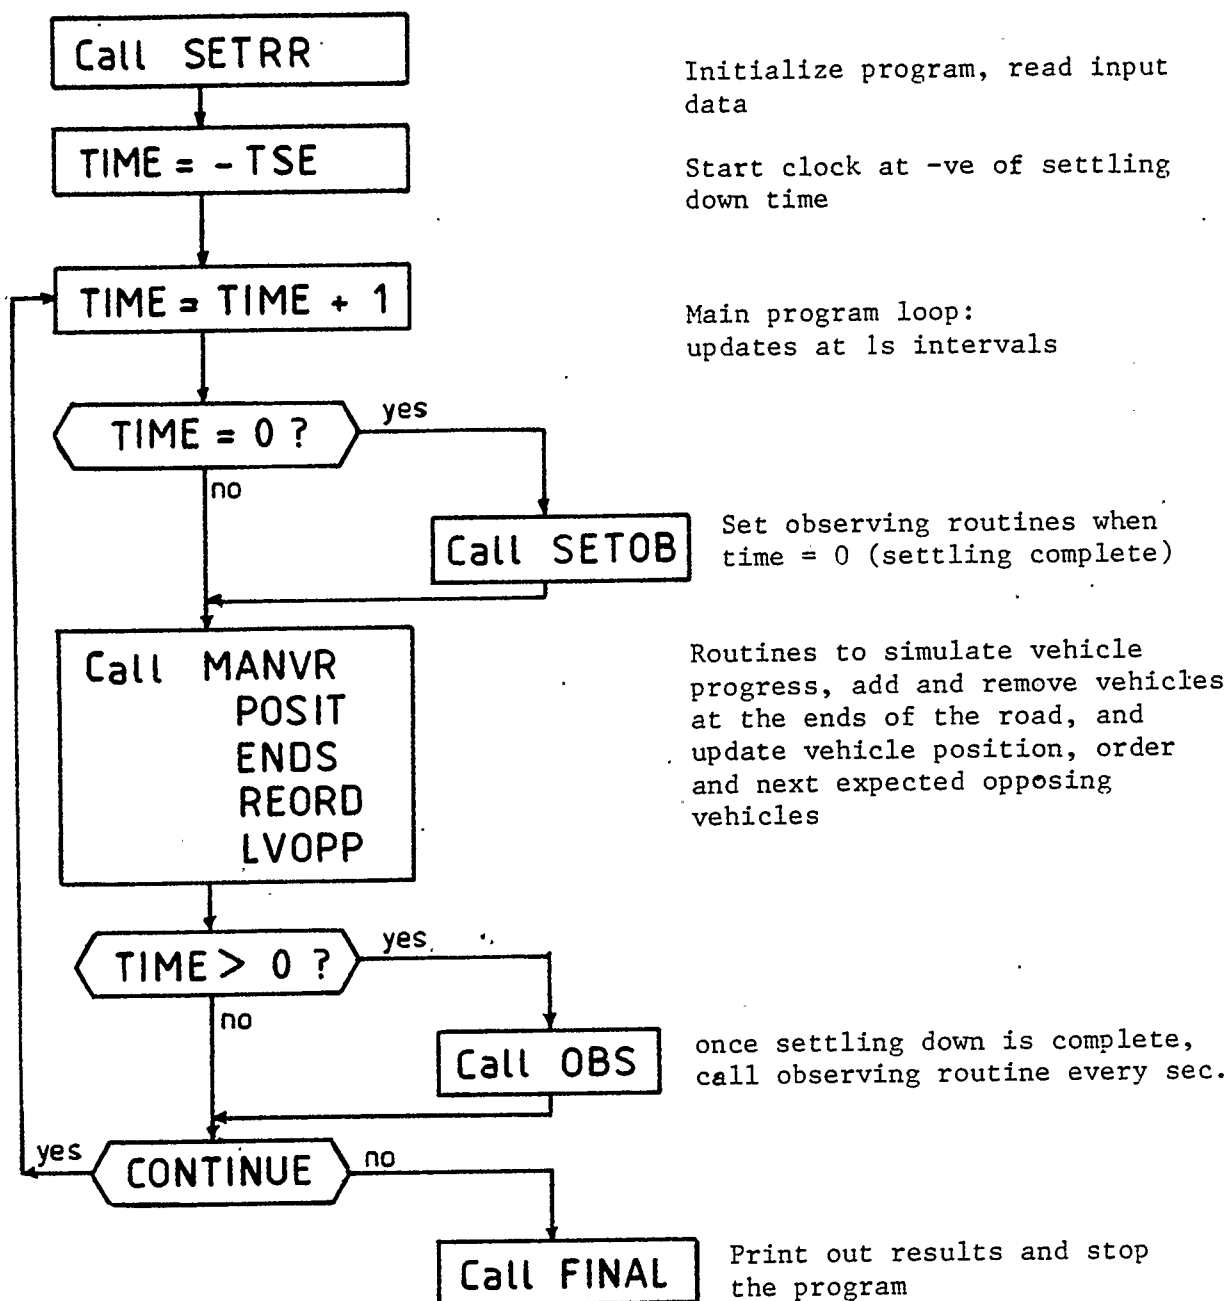 Call SETRR
Initialize program, read input
data
TIME = - TSE
Start clock at -ve of settling
down time
TIME = TIME + 1
Main program loop:
updates at 1s intervals
TIME = 0 ?
yes
no
Call SETOB
Set observing routines when
time = 0 (settling complete)
Call MANVR
POSIT
ENDS
REORD
LVOPP
Routines to simulate vehicle
progress, add and remove vehicles
at the ends of the road, and
update vehicle position, order
and next expected opposing
vehicles
TIME > 0 ?
yes
no
Call OBS
once settling down is complete,
call observing routine every sec.
yes
CONTINUE
no
Call FINAL
Print out results and stop
the program